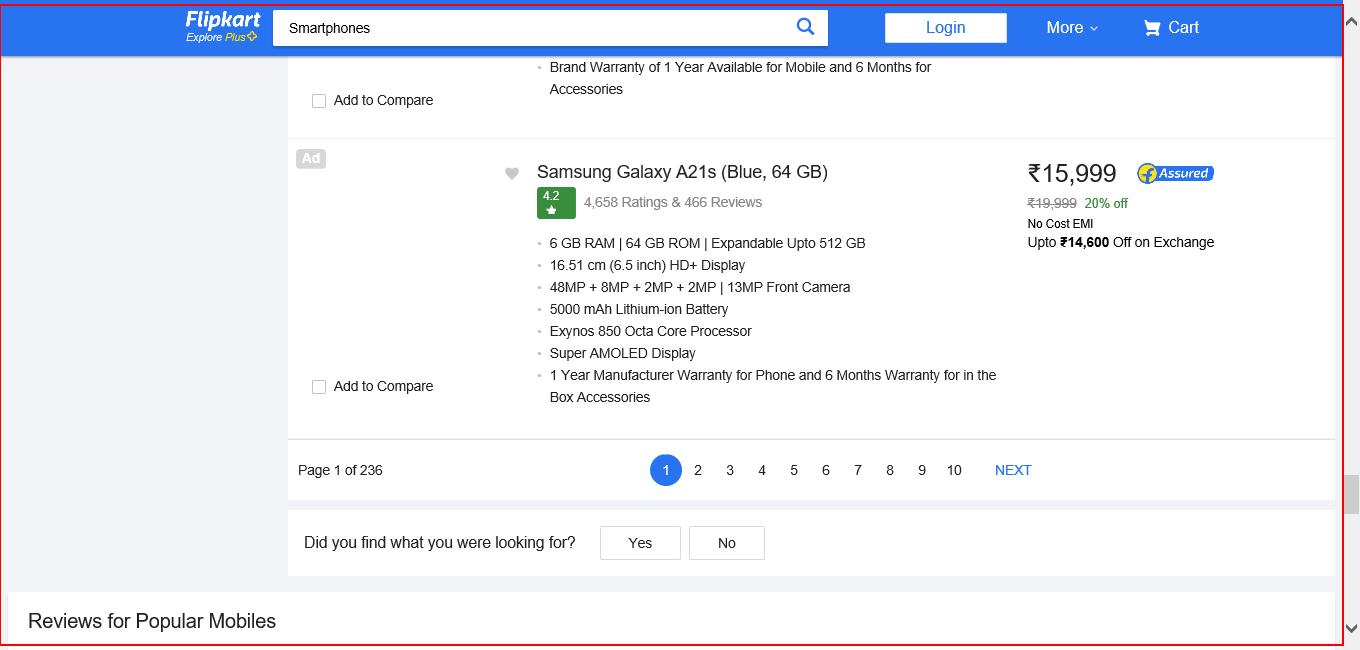 Flipkart
Explore Plus
Smartphones
Login
More
Cart
Brand Warranty of 1 Year Available for Mobile and 6 Months for
Accessories
Add to Compare
Ad
Samsung Galaxy A21s (Blue, 64 GB)
4.2
4,658 Ratings & 466 Reviews
6 GB RAM | 64 GB ROM | Expandable Upto 512 GB
16.51 cm (6.5 inch) HD+ Display
48MP + 8MP + 2MP + 2MP | 13MP Front Camera
5000 mAh Lithium-ion Battery
Exynos 850 Octa Core Processor
Super AMOLED Display
1 Year Manufacturer Warranty for Phone and 6 Months Warranty for in the
Box Accessories
₹15,999
Assured
₹19,999 20% off
No Cost EMI
Upto ₹14,600 Off on Exchange
Add to Compare
Page 1 of 236
1 2 3 4 5 6 7 8 9 10 NEXT
Did you find what you were looking for?
Yes
No
Reviews for Popular Mobiles